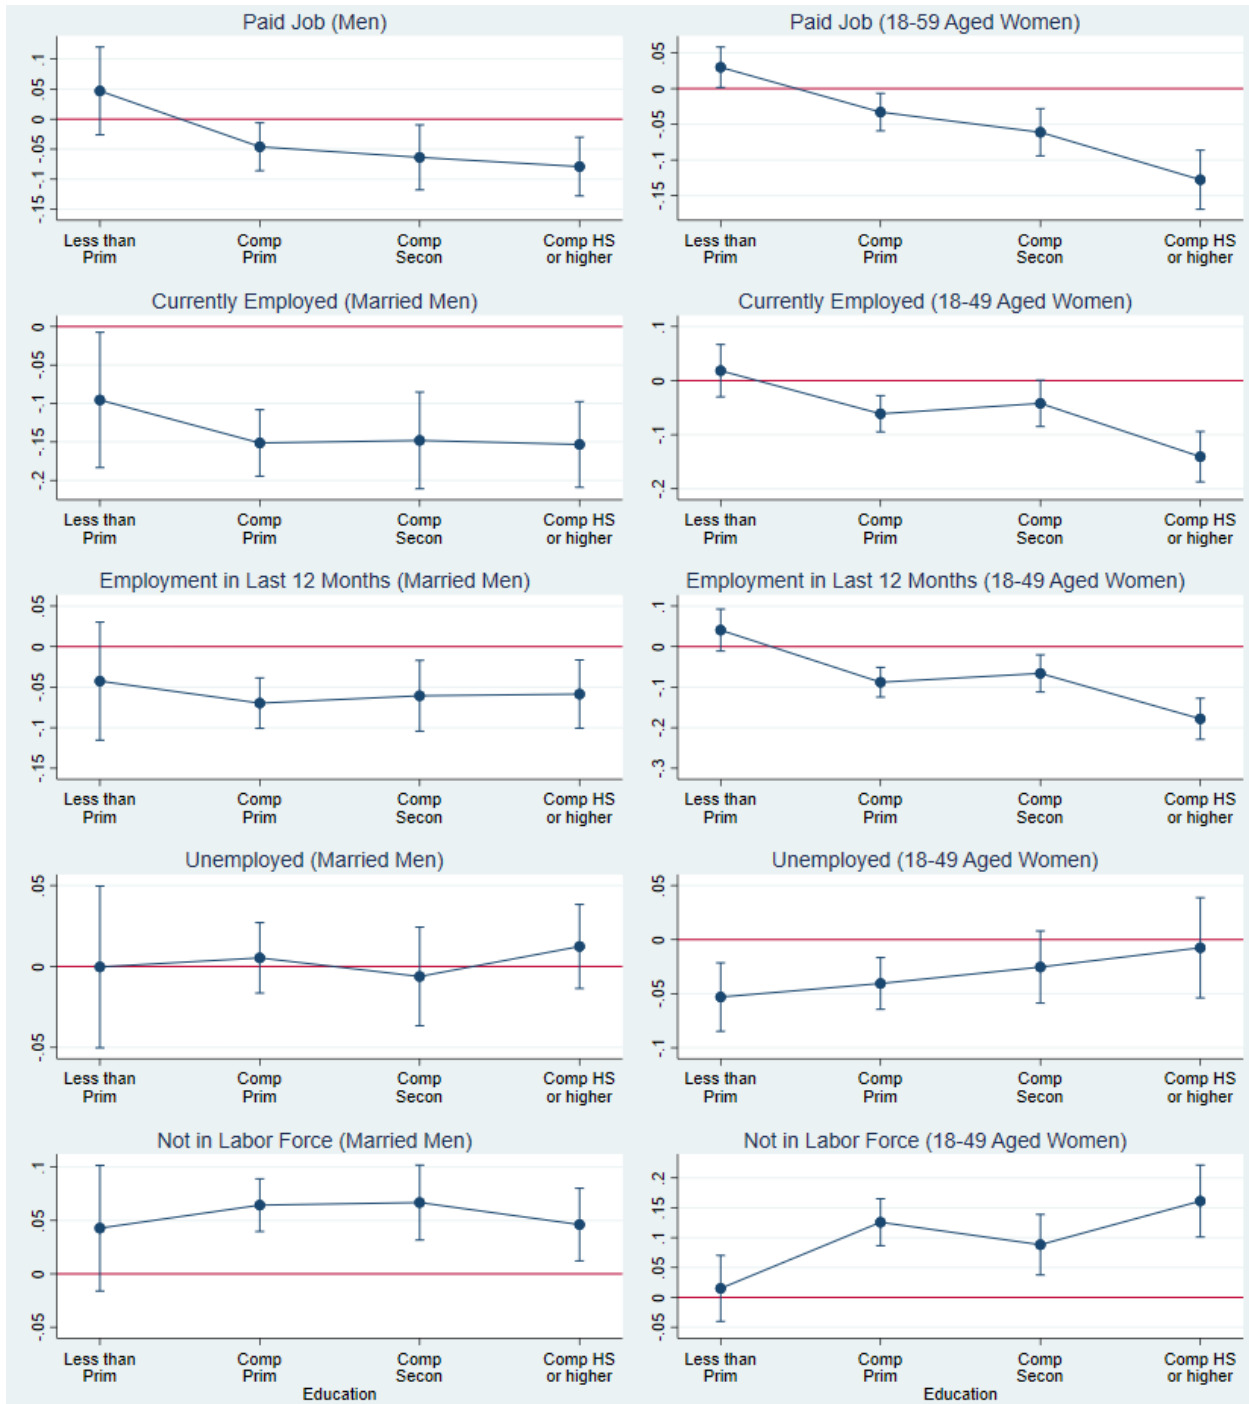 Paid Job (Men)
.1
.05
0
-.05
-.1
-.15
Less than
Prim
Comp
Prim
Comp
Secon
Comp HS
or higher
Paid Job (18-59 Aged Women)
.05
0
-.05
-.1
-.15
Less than
Prim
Comp
Prim
Comp
Secon
Comp HS
or higher
Currently Employed (Married Men)
0
-.05
-.1
-.15
-.2
Less than
Prim
Comp
Prim
Comp
Secon
Comp HS
or higher
Currently Employed (18-49 Aged Women)
.1
0
-.1
-.2
Less than
Prim
Comp
Prim
Comp
Secon
Comp HS
or higher
Employment in Last 12 Months (Married Men)
.05
0
-.05
-.1
-.15
Less than
Prim
Comp
Prim
Comp
Secon
Comp HS
or higher
Employment in Last 12 Months (18-49 Aged Women)
.1
0
-.1
-.2
-.3
Less than
Prim
Comp
Prim
Comp
Secon
Comp HS
or higher
Unemployed (Married Men)
.05
0
-.05
Less than
Prim
Comp
Prim
Comp
Secon
Comp HS
or higher
Unemployed (18-49 Aged Women)
.05
0
-.05
-.1
Less than
Prim
Comp
Prim
Comp
Secon
Comp HS
or higher
Not in Labor Force (Married Men)
.1
.05
0
-.05
Less than
Prim
Comp
Prim
Comp
Secon
Comp HS
or higher
Education
Not in Labor Force (18-49 Aged Women)
.2
.15
.1
.05
0
-.05
Less than
Prim
Comp
Prim
Comp
Secon
Comp HS
or higher
Education